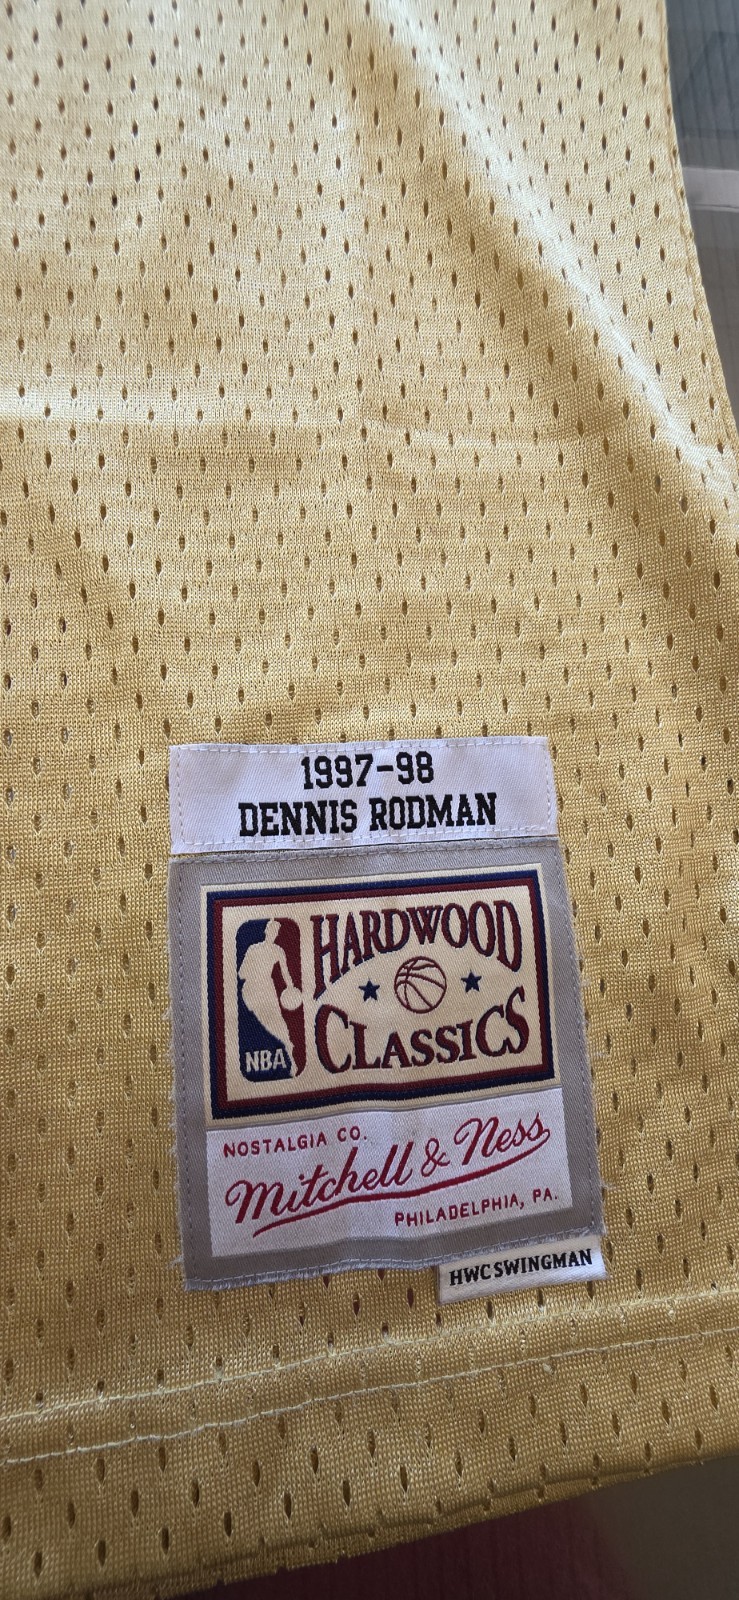 1997-98
DENNIS RODMAN
HARDWOOD
CLASSICS
NBA
NOSTALGIA CO.
Mitchell & Ness
PHILADELPHIA, PA.
HWC SWINGMAN